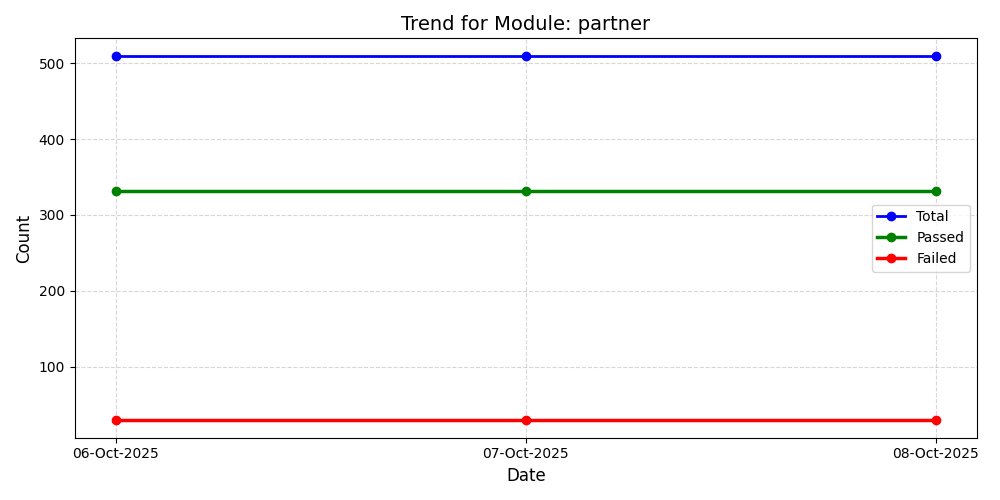 Trend for Module: partner
Count
500
400
300
200
100
Total
Passed
Failed
06-Oct-2025
07-Oct-2025
08-Oct-2025
Date